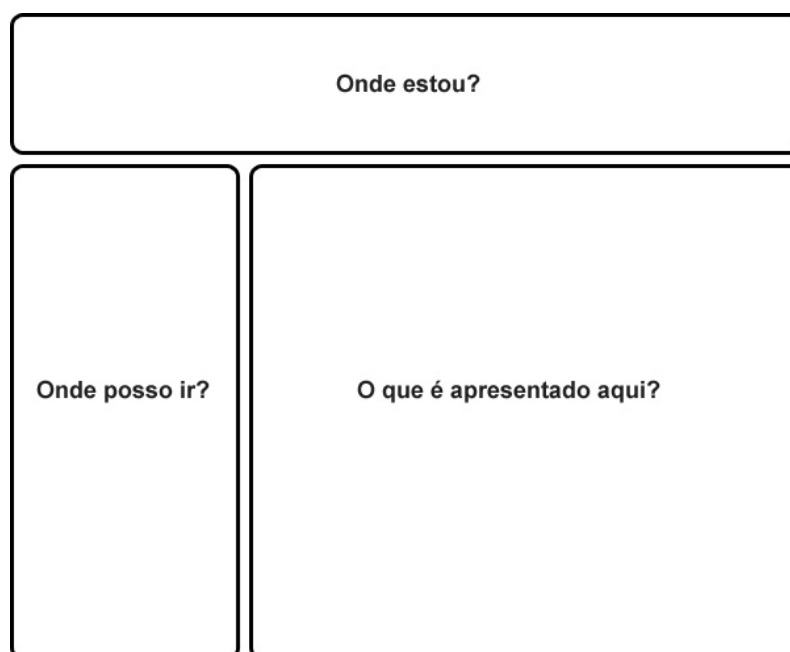 Onde estou?
Onde posso ir?
O que é apresentado aqui?